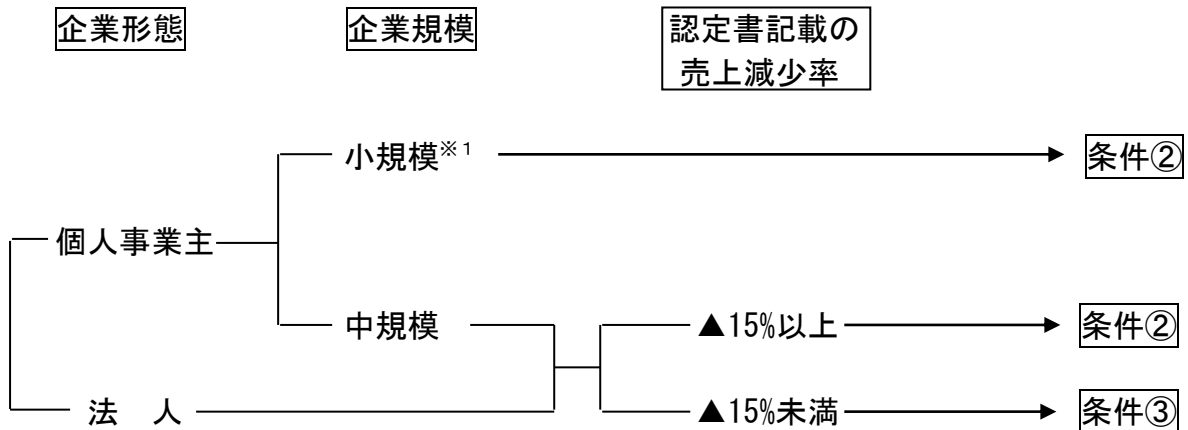 企業形態
企業規模
認定書記載の
売上減少率
小規模※1
条件②
個人事業主
中規模
▲15%以上
条件②
法　人
▲15%未満
条件③